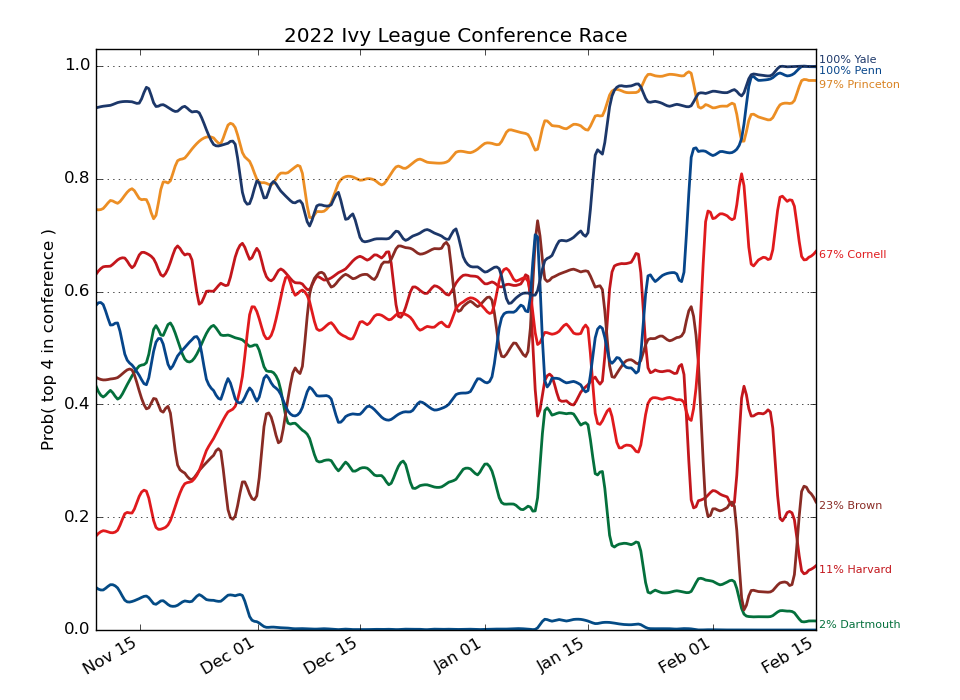 2022 Ivy League Conference Race
Prob( top 4 in conference )
1.0
0.8
0.6
0.4
0.2
0.0
Nov 15
Dec 01
Dec 15
Jan 01
Jan 15
Feb 01
Feb 15
100% Yale
100% Penn
97% Princeton
67% Cornell
23% Brown
11% Harvard
2% Dartmouth